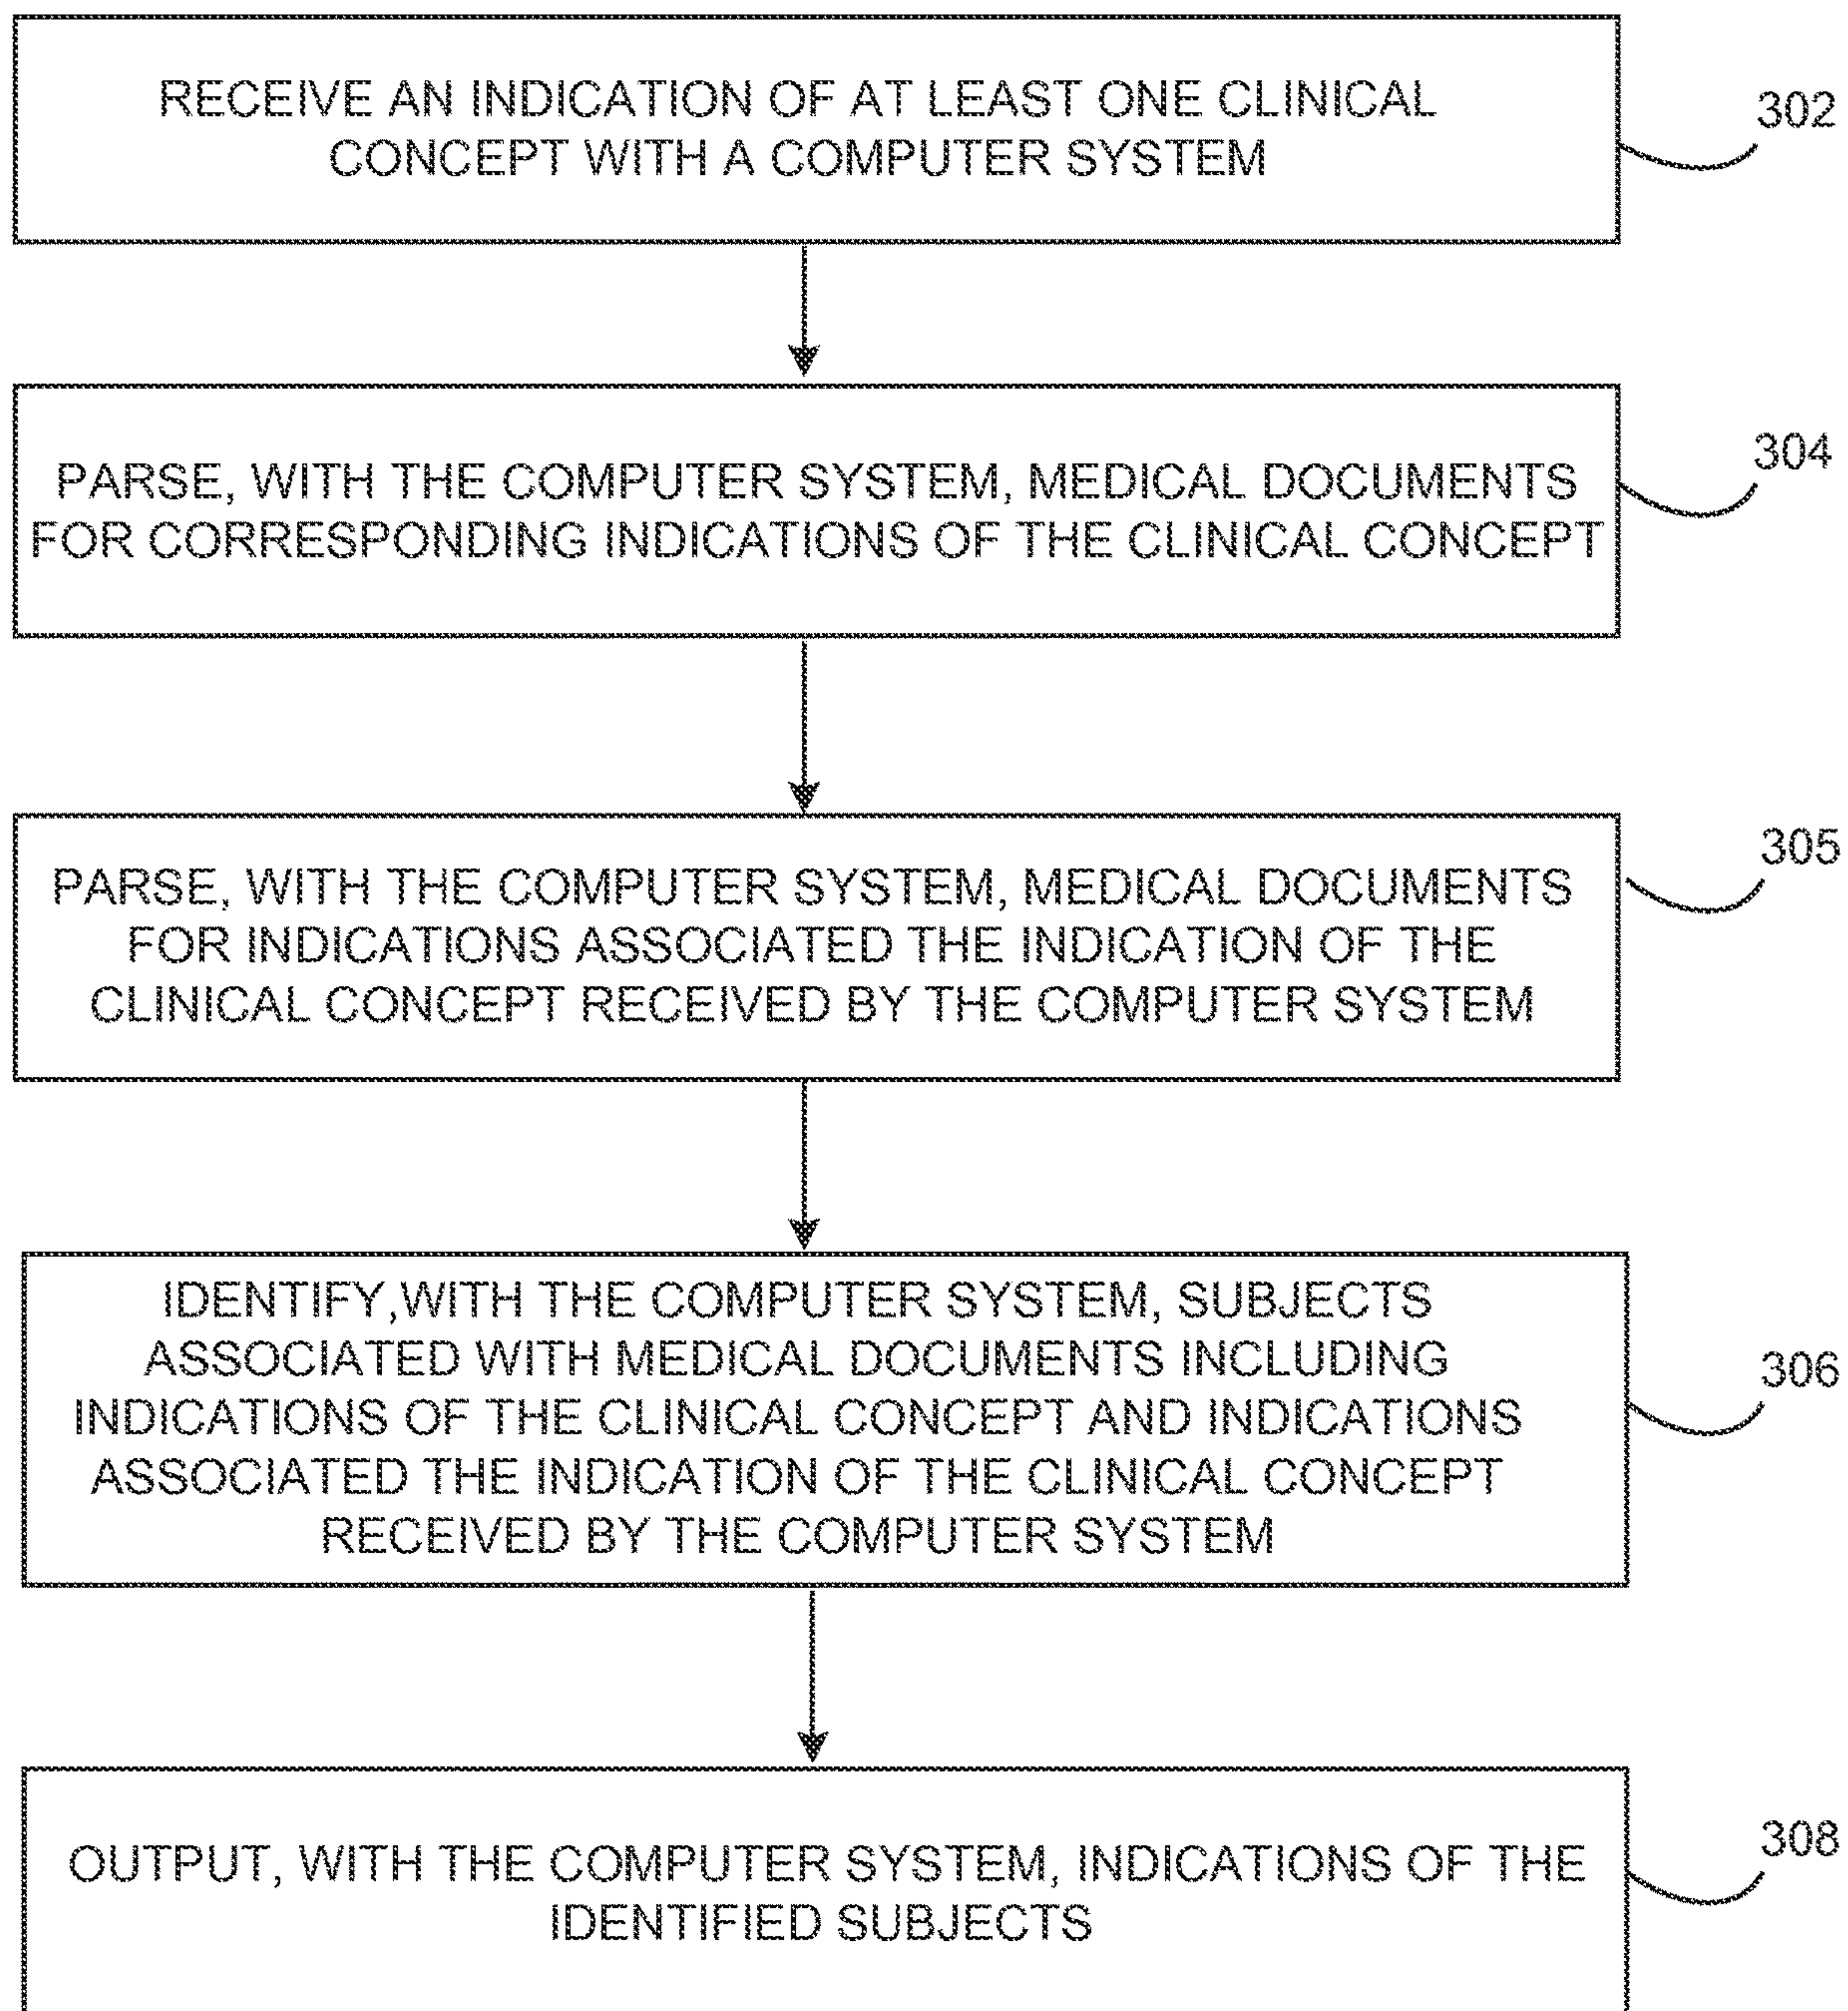 RECEIVE AN INDICATION OF AT LEAST ONE CLINICAL
CONCEPT WITH A COMPUTER SYSTEM
302
PARSE, WITH THE COMPUTER SYSTEM, MEDICAL DOCUMENTS
FOR CORRESPONDING INDICATIONS OF THE CLINICAL CONCEPT
304
PARSE, WITH THE COMPUTER SYSTEM, MEDICAL DOCUMENTS
FOR INDICATIONS ASSOCIATED THE INDICATION OF THE
CLINICAL CONCEPT RECEIVED BY THE COMPUTER SYSTEM
305
IDENTIFY,WITH THE COMPUTER SYSTEM, SUBJECTS
ASSOCIATED WITH MEDICAL DOCUMENTS INCLUDING
INDICATIONS OF THE CLINICAL CONCEPT AND INDICATIONS
ASSOCIATED THE INDICATION OF THE CLINICAL CONCEPT
RECEIVED BY THE COMPUTER SYSTEM
306
OUTPUT, WITH THE COMPUTER SYSTEM, INDICATIONS OF THE
IDENTIFIED SUBJECTS
308